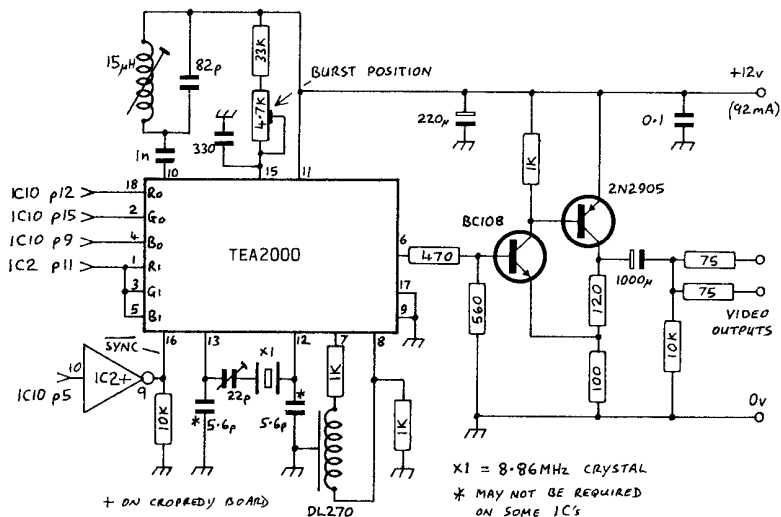 15µH
82p
33K
BURST POSITION
4.7K
330
1n
10
15
11
220µ
0.1
+12v
(92mA)
1K
2N2905
BC108
IC10 p12
18
R0
IC10 p15
2
G0
IC10 p9
4
B0
IC2 p11
1
R1
3
G1
5
B1
TEA2000
6
470
17
9
560
1000µ
120
75
75
VIDEO
OUTPUTS
10K
100
0v
SYNC
16
13
12
7
8
10
IC2+
9
IC10 p5
10K
22p
X1
* 5.6p
* 5.6p
1K
1K
DL270
+ ON CROPREDY BOARD
X1 = 8.86MHz CRYSTAL
* MAY NOT BE REQUIRED
ON SOME IC's